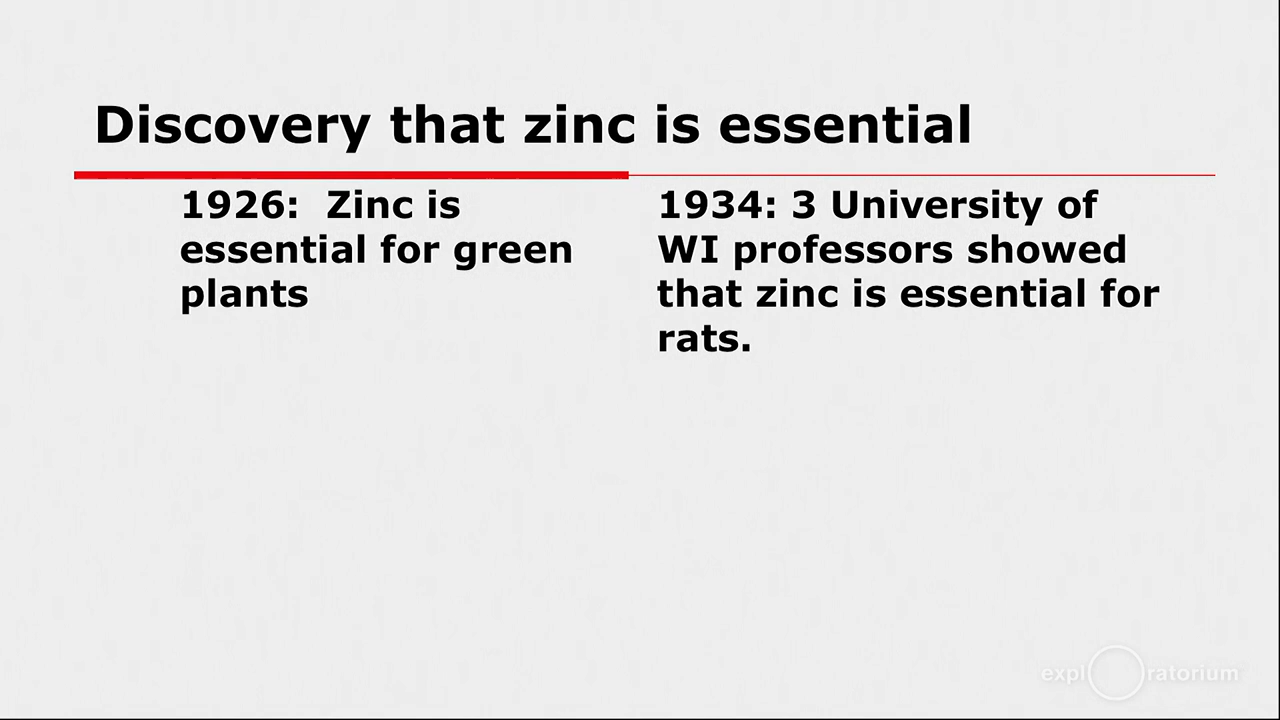 Discovery that zinc is essential
1926:  Zinc is
essential for green
plants
1934: 3 University of
WI professors showed
that zinc is essential for
rats.
explOratorium